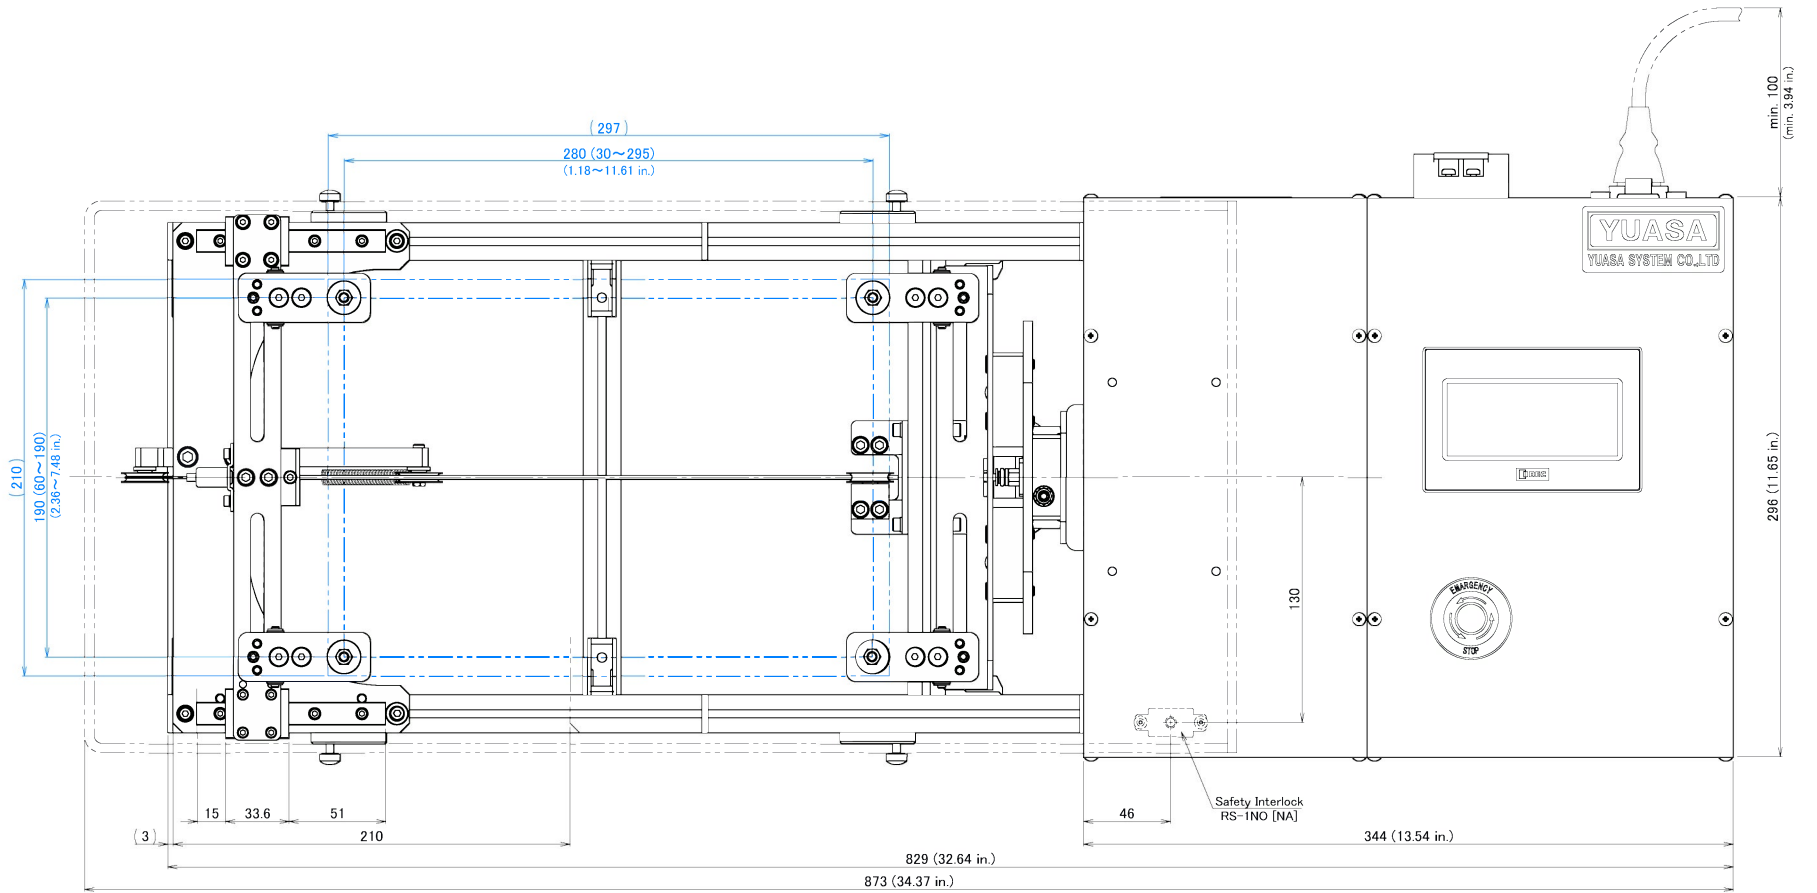 min. 100
(min. 3.94 in.)
(297)
280 (30～295)
(1.18～11.61 in.)
YUASA
YUASA SYSTEM CO.,LTD
(210)
190 (60～190)
(2.36～7.48 in.)
IDEC
296 (11.65 in.)
130
EMARGENCY
STOP
Safety Interlock
RS-1NO [NA]
15
33.6
51
46
(3)
210
344 (13.54 in.)
829 (32.64 in.)
873 (34.37 in.)